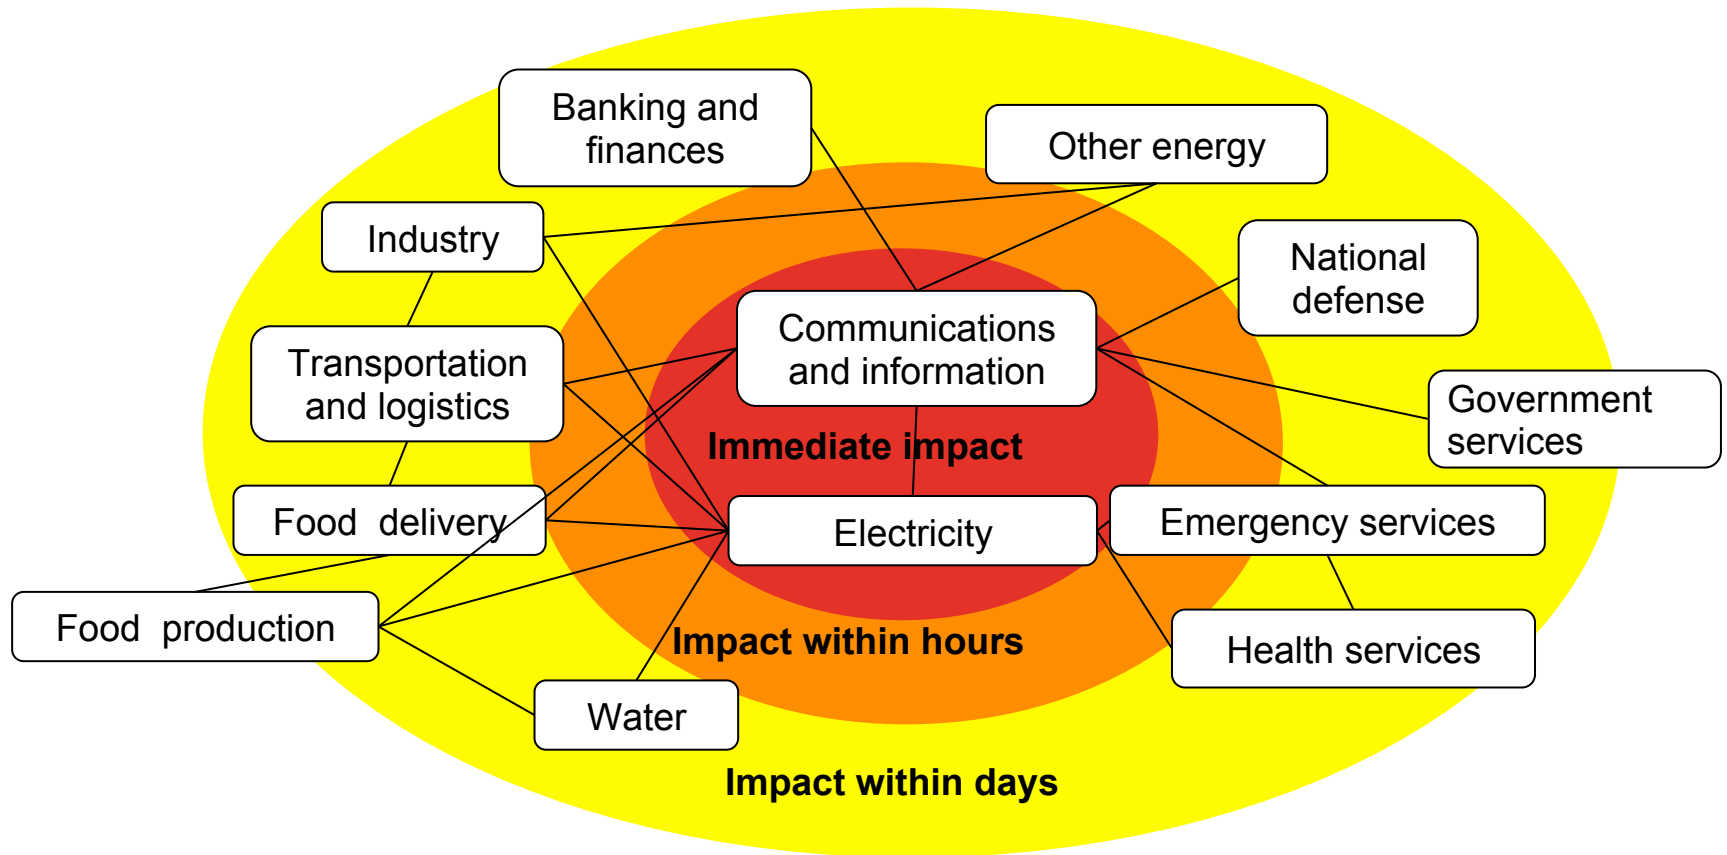 Banking and
finances
Other energy
Industry
National
defense
Communications
and information
Transportation
and logistics
Government
services
Immediate impact
Food  delivery
Electricity
Emergency services
Food  production
Impact within hours
Health services
Water
Impact within days